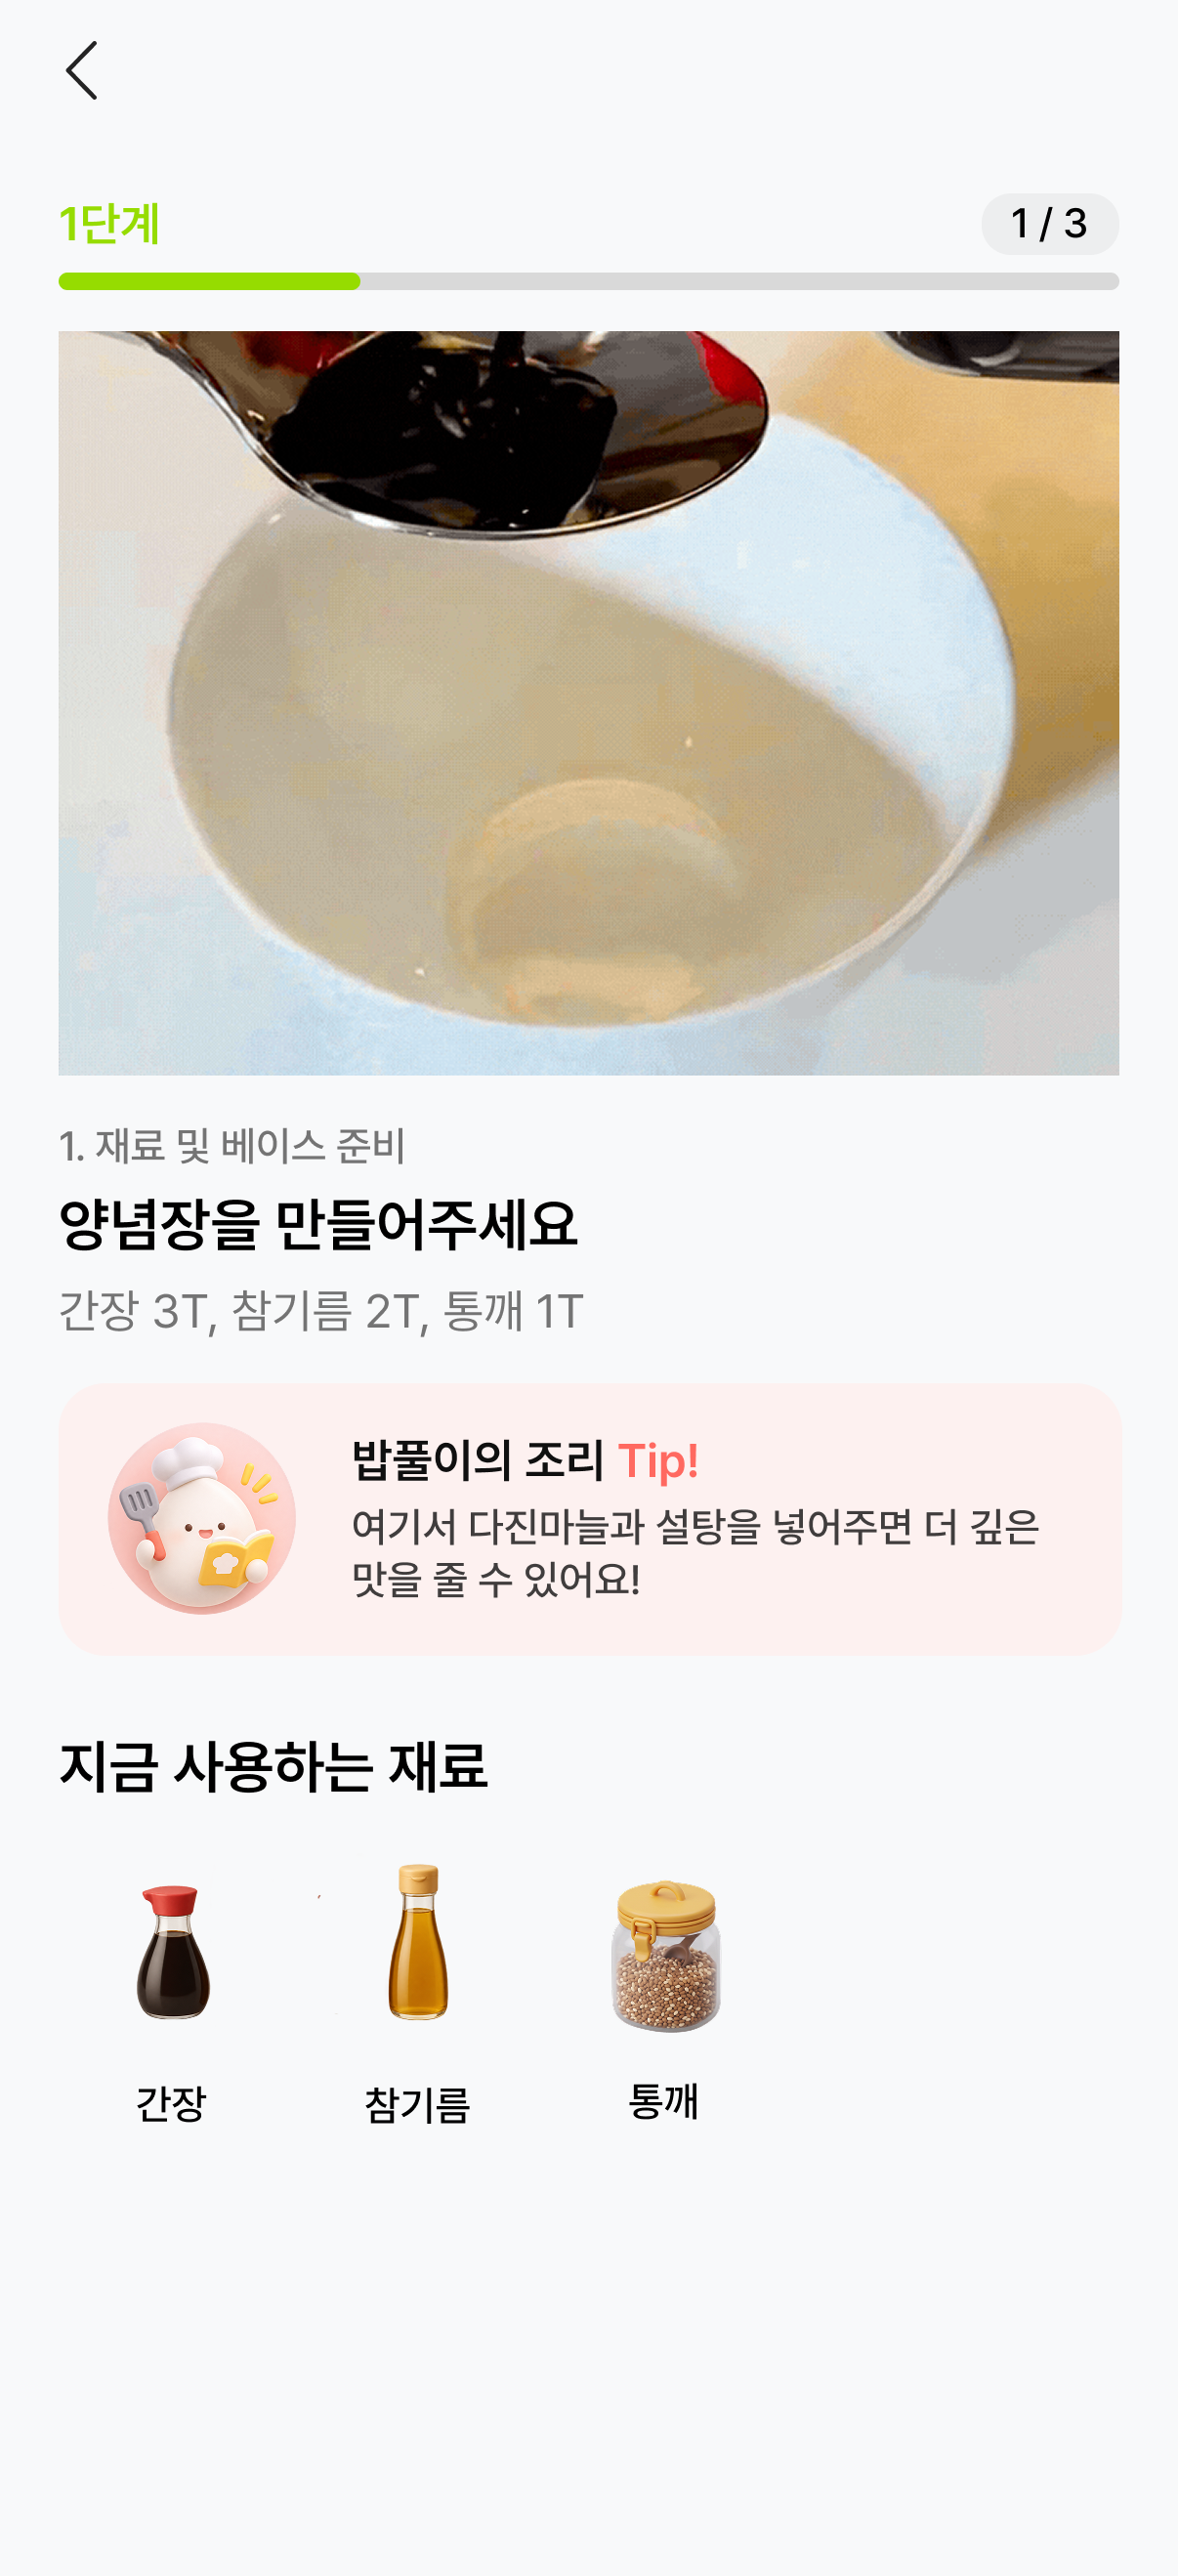 1단계
1 / 3
1. 재료 및 베이스 준비
양념장을 만들어주세요
간장 3T, 참기름 2T, 통깨 1T
밥풀이의 조리 Tip!
여기서 다진마늘과 설탕을 넣어주면 더 깊은
맛을 줄 수 있어요!
지금 사용하는 재료
간장
참기름
통깨